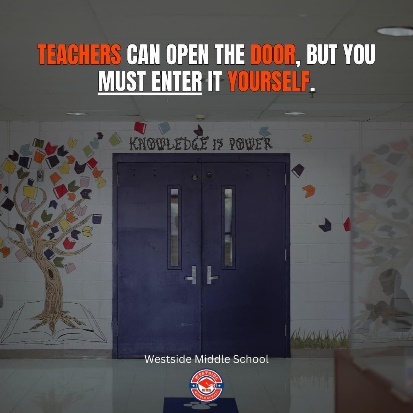 TEACHERS CAN OPEN THE DOOR, BUT YOU
MUST ENTER IT YOURSELF.
KNOWLEDGE IS POWER
Westside Middle School